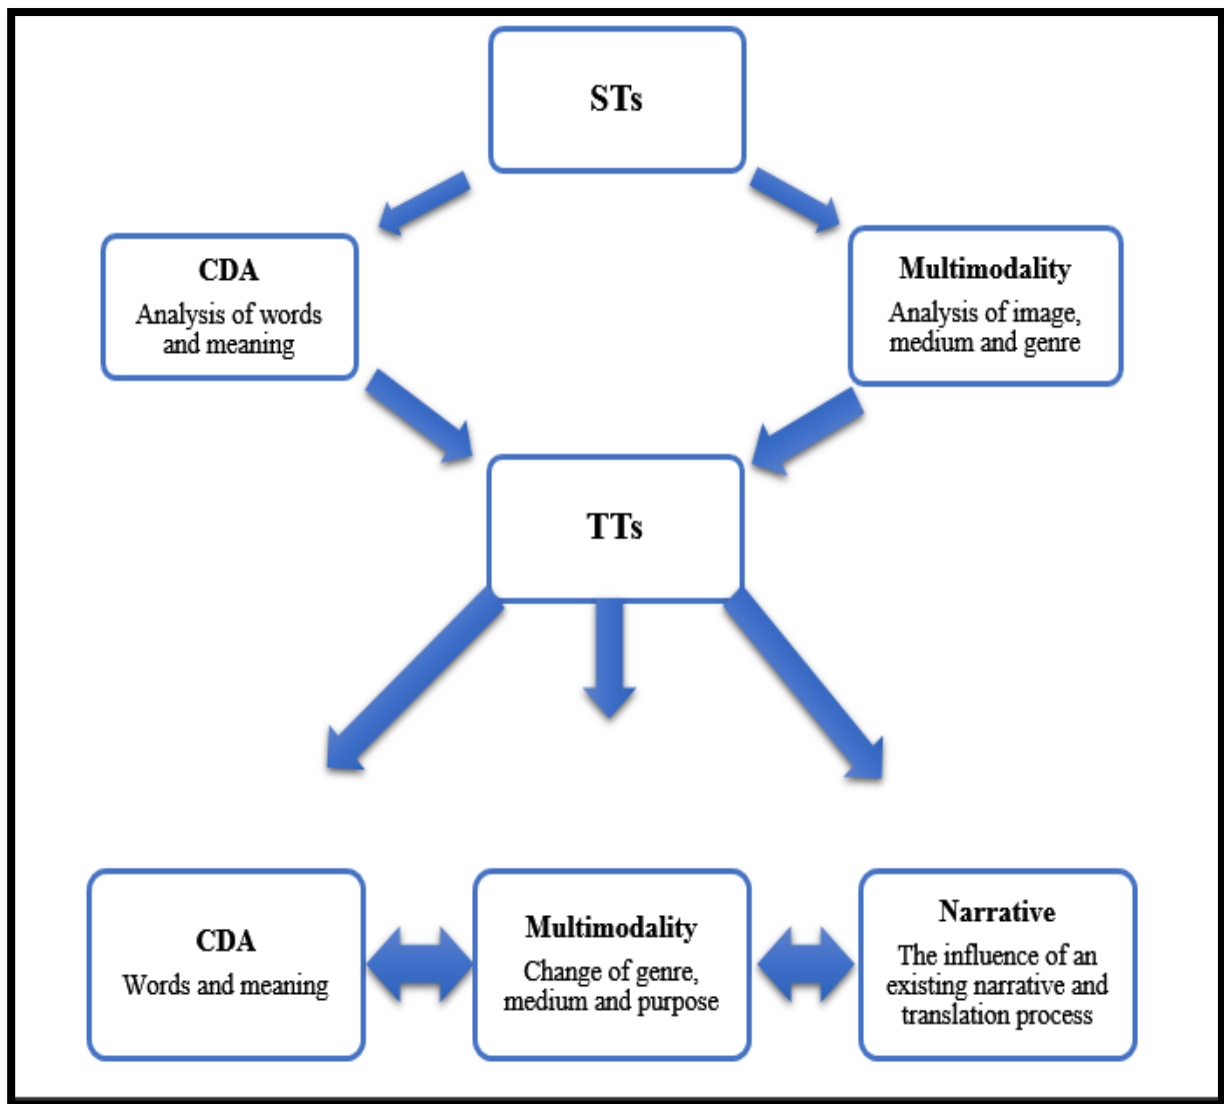 STs
CDA
Analysis of words
and meaning
Multimodality
Analysis of image,
medium and genre
TTs
CDA
Words and meaning
Multimodality
Change of genre,
medium and purpose
Narrative
The influence of an
existing narrative and
translation process